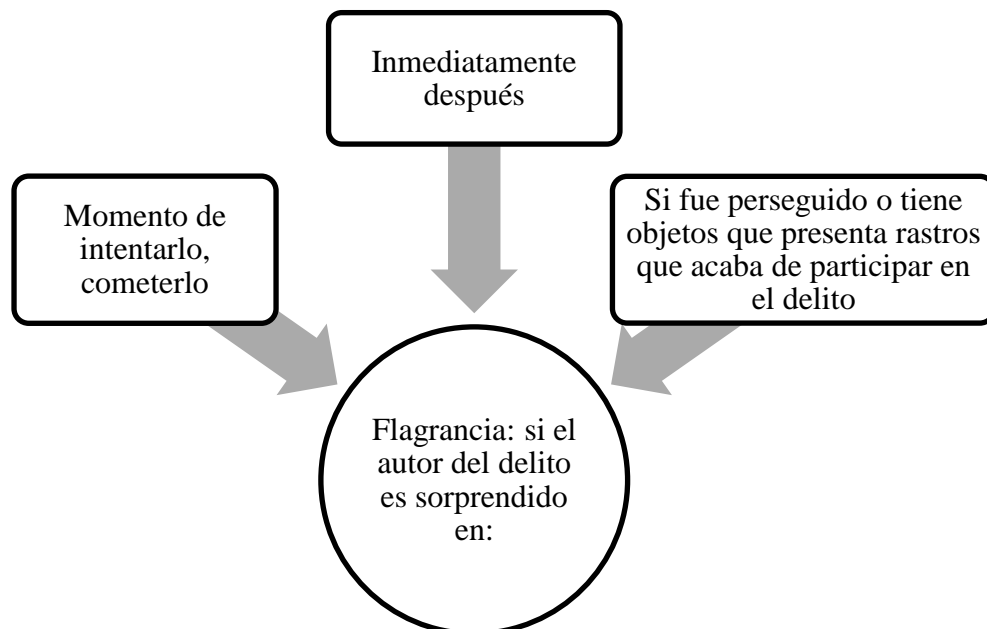 Inmediatamente
después
Momento de
intentarlo,
cometerlo
Si fue perseguido o tiene
objetos que presenta rastros
que acaba de participar en
el delito
Flagrancia: si el
autor del delito
es sorprendido
en: